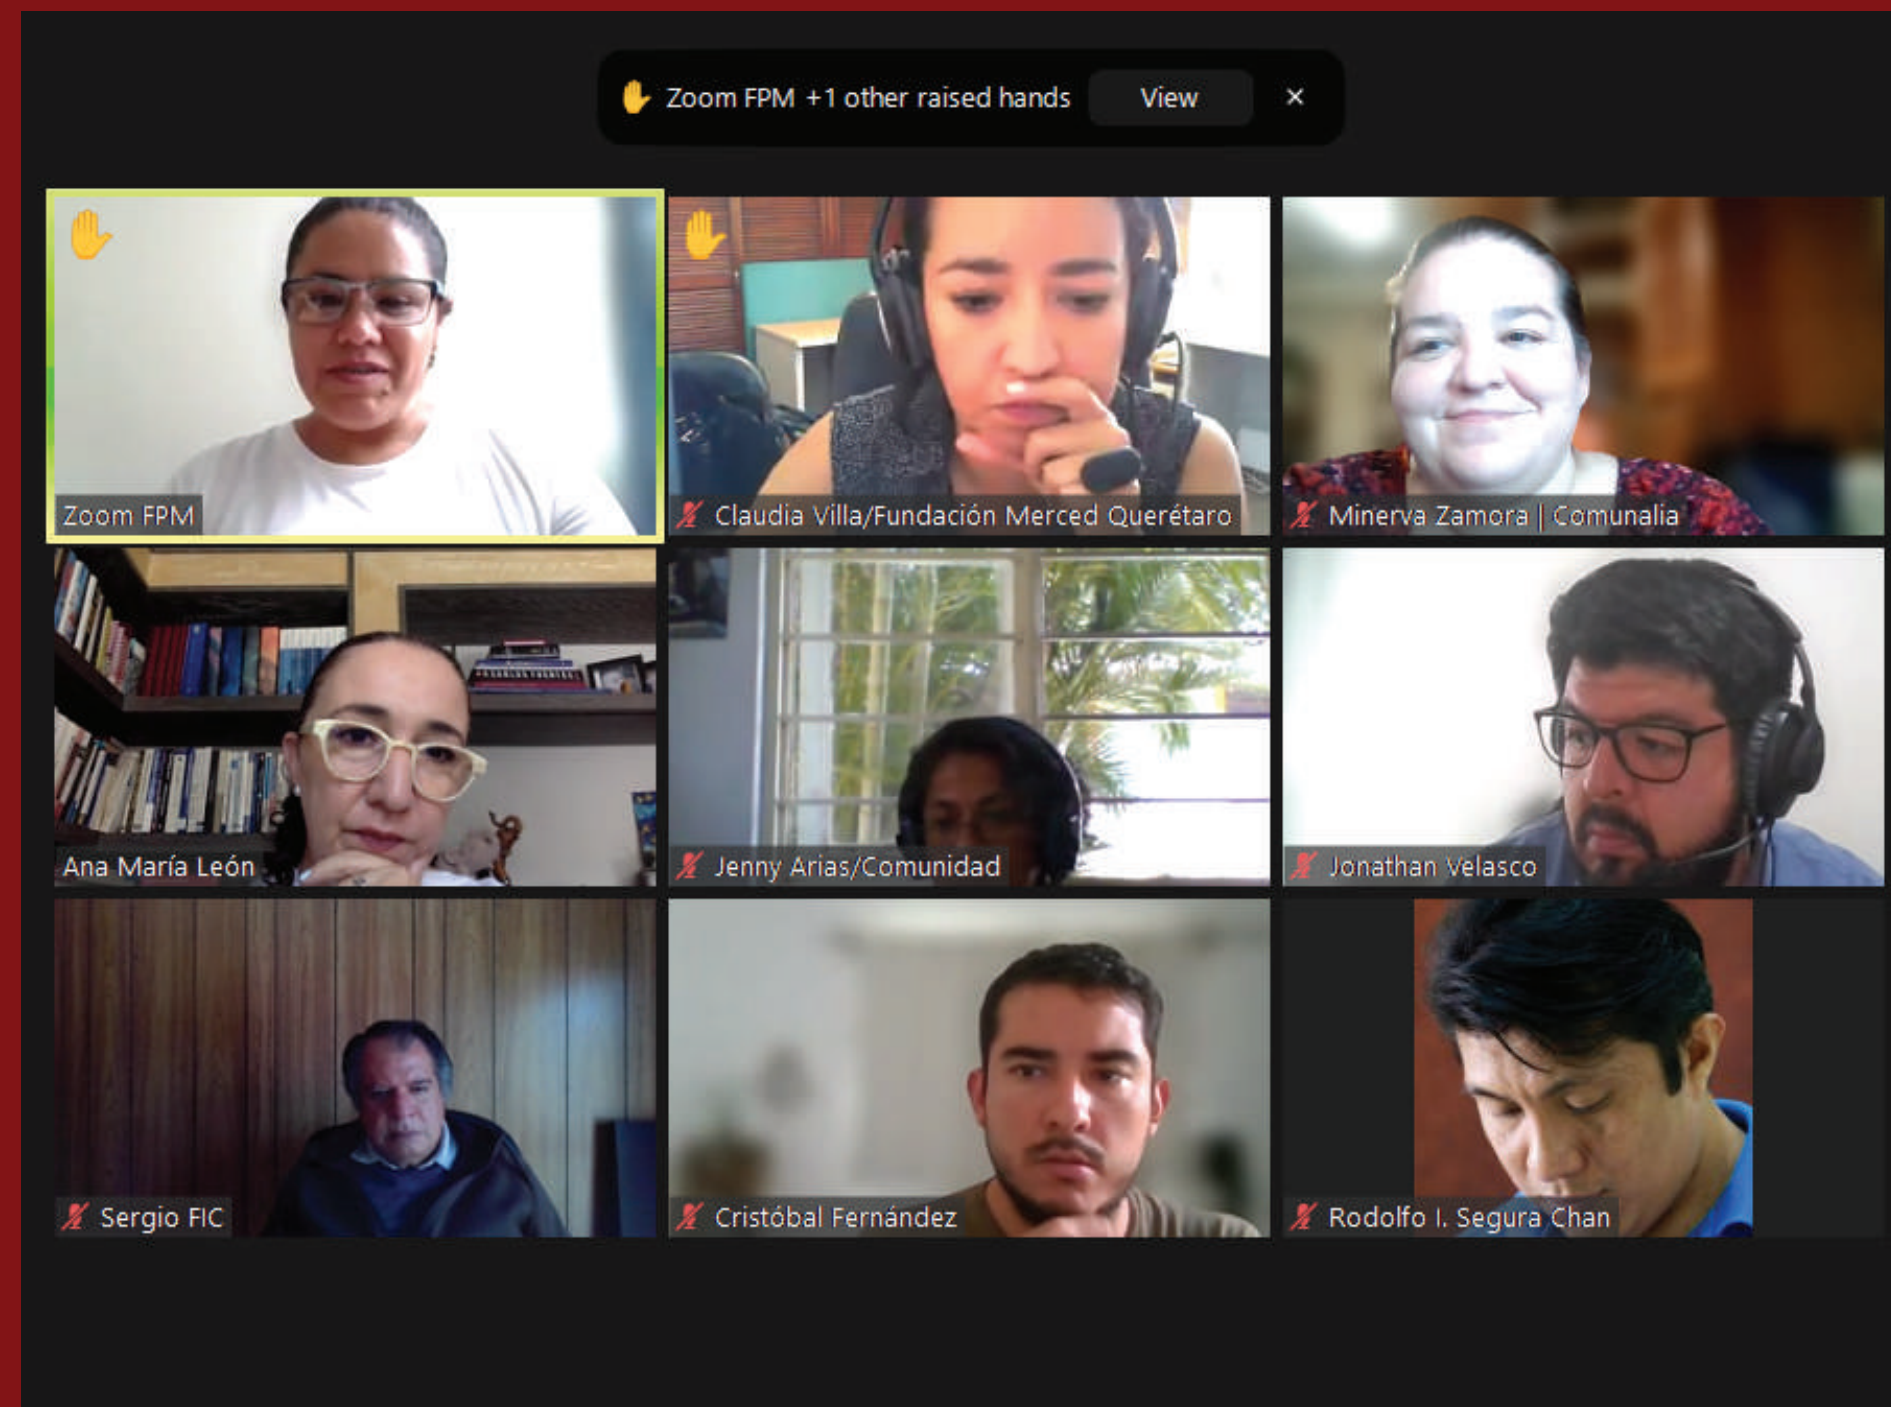 Zoom FPM +1 other raised hands View
Zoom FPM
Claudia Villa/Fundación Merced Querétaro
Minerva Zamora | Comunalia
Ana María León
Jenny Arias/Comunidad
Jonathan Velasco
Sergio FIC
Cristóbal Fernández
Rodolfo I. Segura Chan